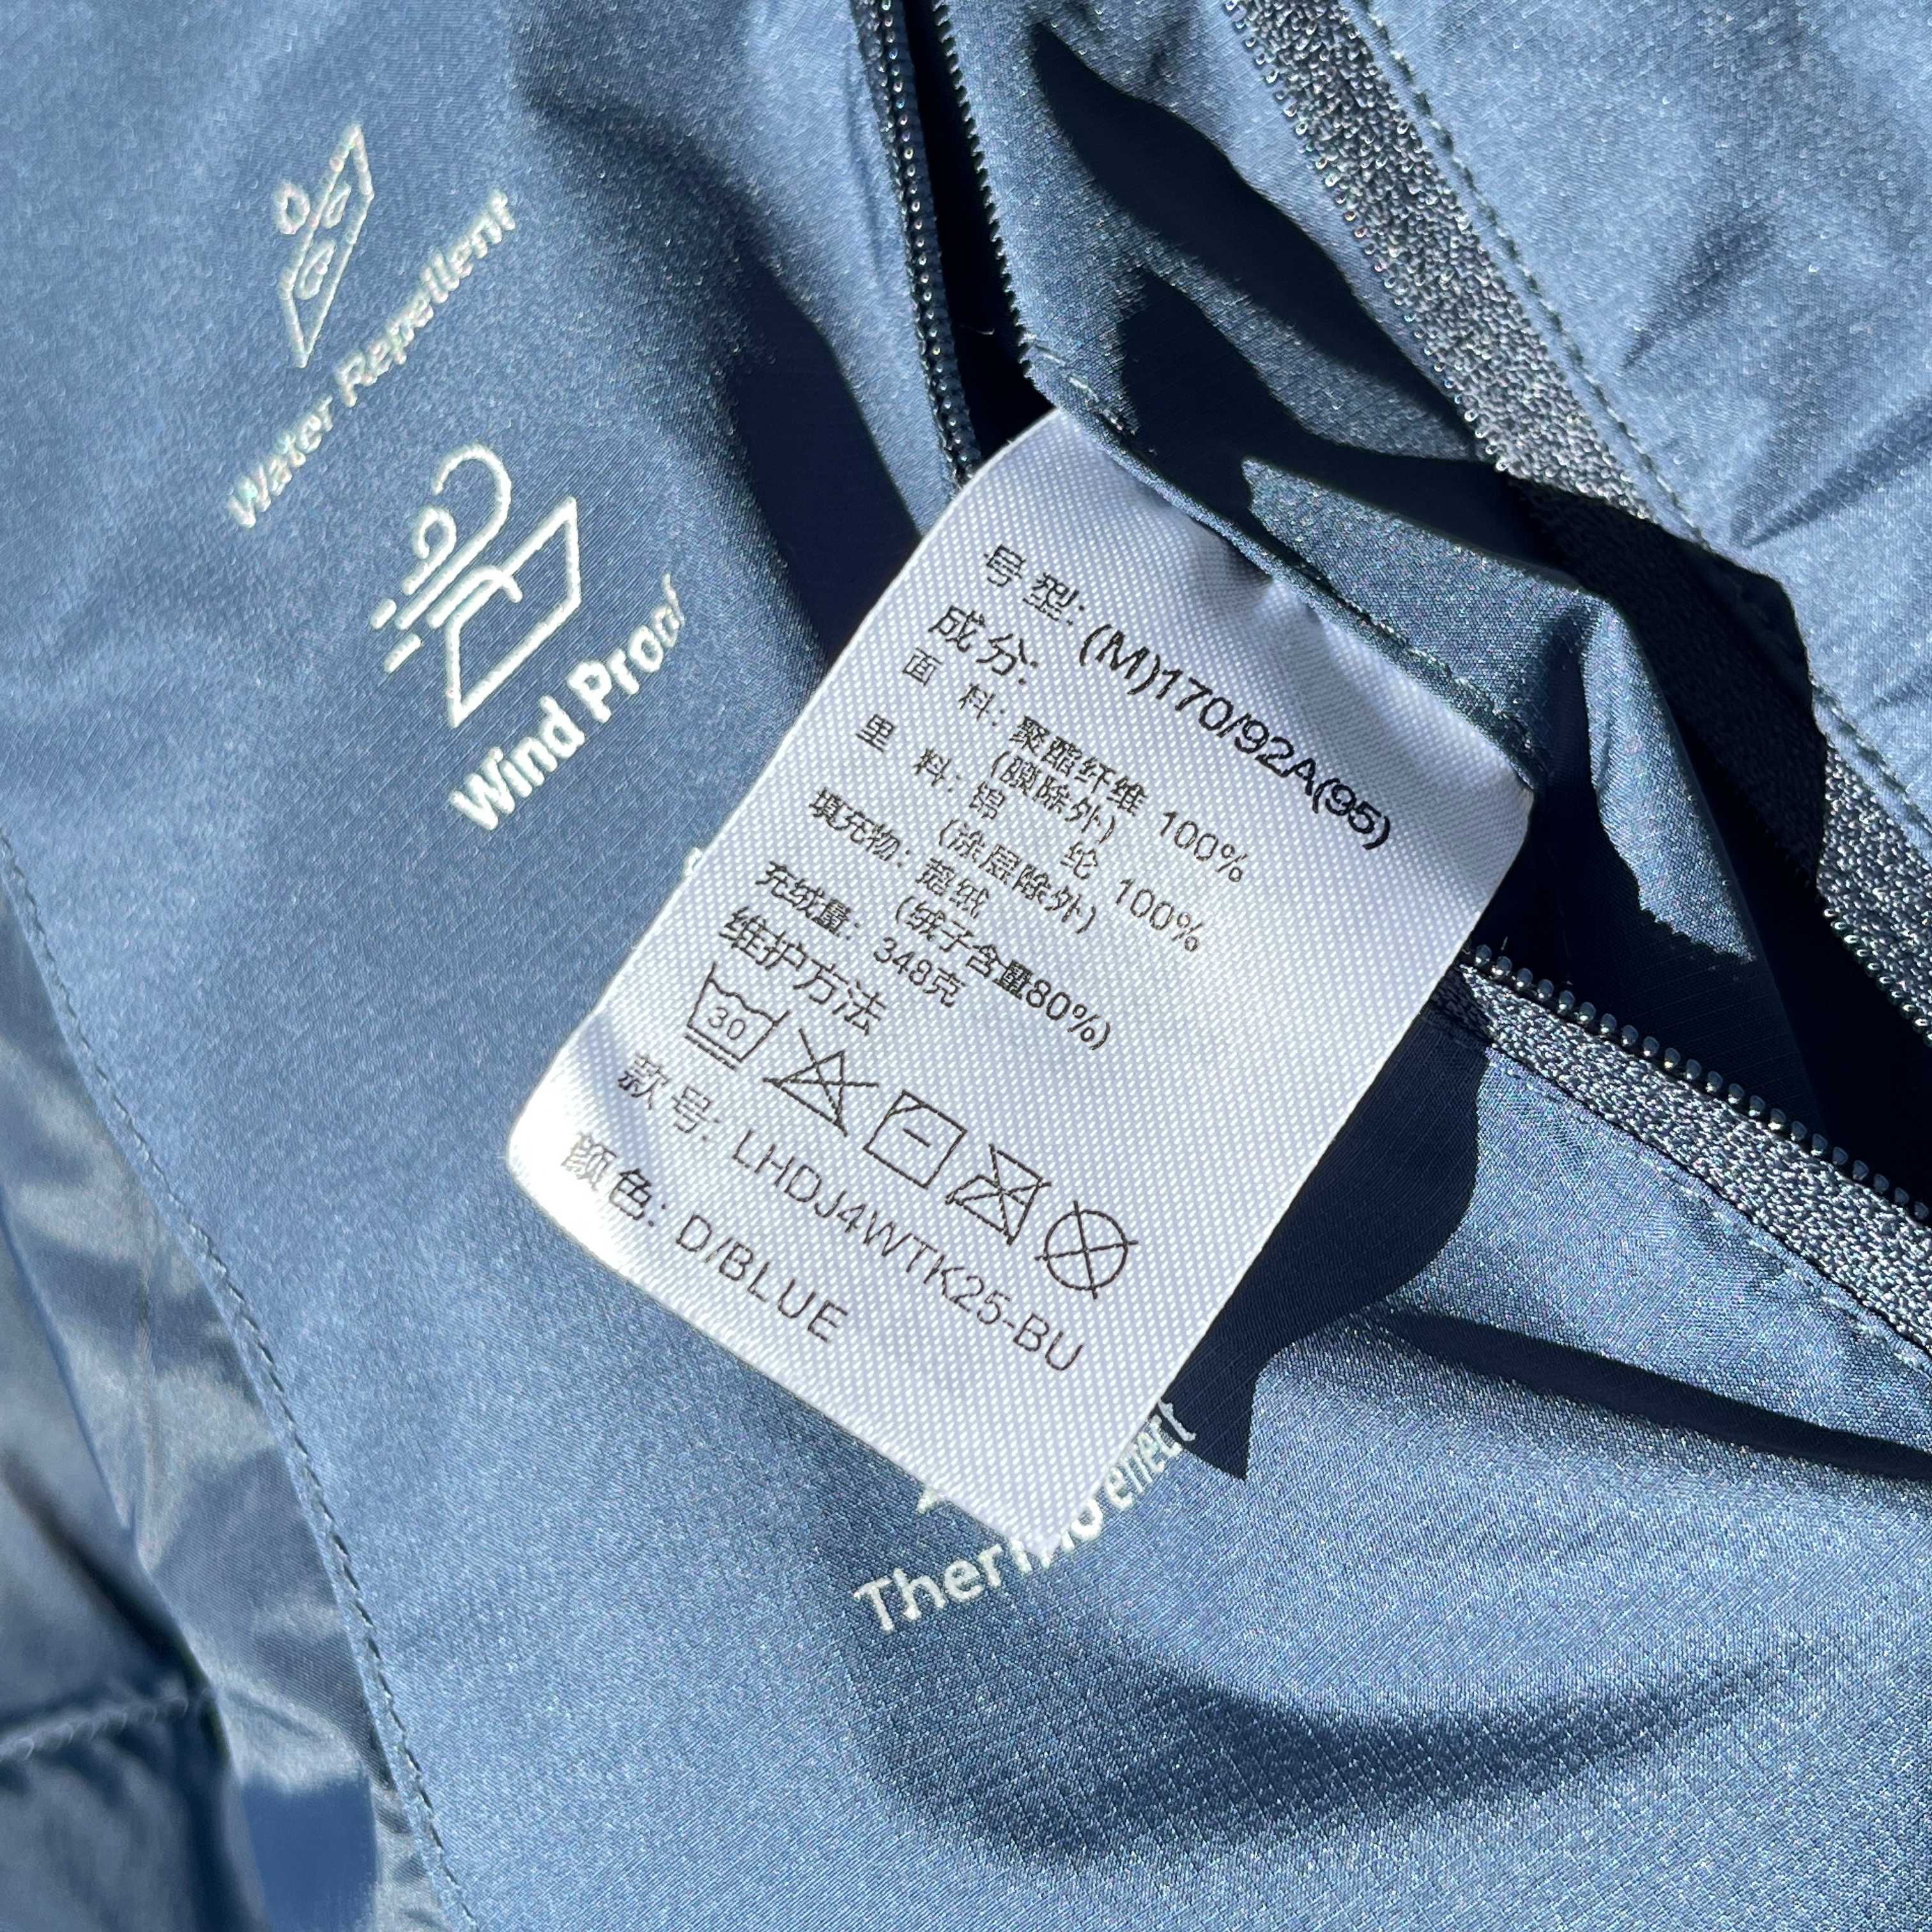 Water Repellent
Wind Proof
号型: (M)170/92A(95)
成分:
面 料: 聚酯纤维 100%
(膜除外)
里 料: 锦 纶 100%
(涂层除外)
填充物: 鹅绒
(绒子含量80%)
充绒量: 348克
维护方法
30
款号: LHDJ4WTK25-BU
颜色: D/BLUE
Thermo effect